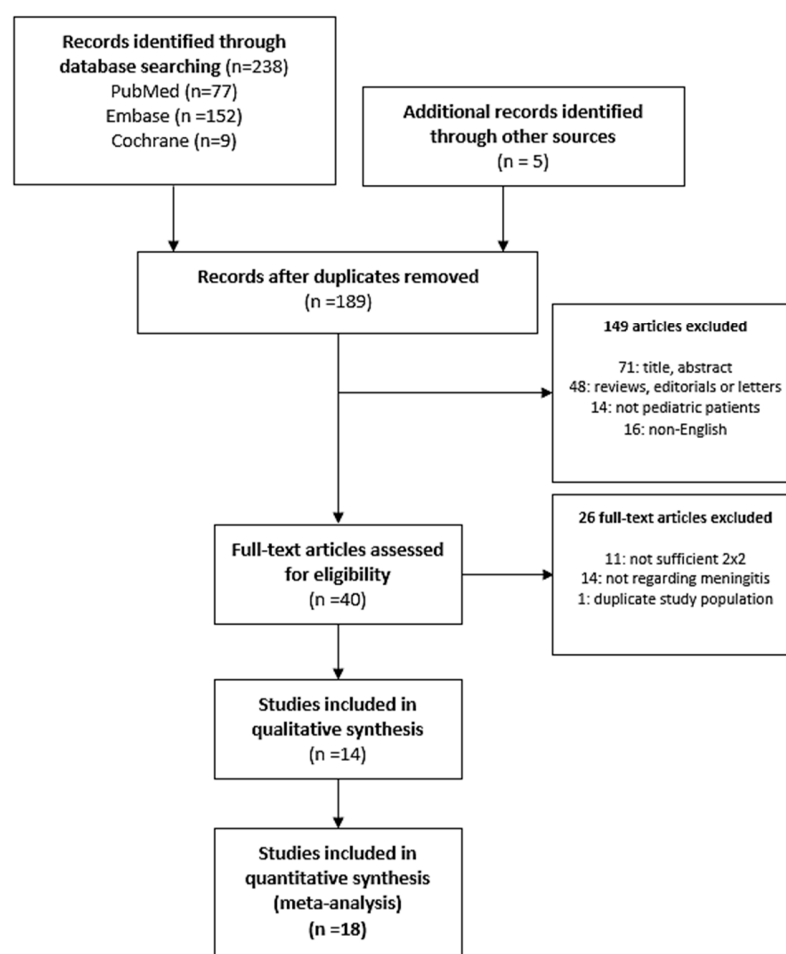 Records identified through
database searching (n=238)
PubMed (n=77)
Embase (n =152)
Cochrane (n=9)
Additional records identified
through other sources
(n = 5)
Records after duplicates removed
(n =189)
149 articles excluded
71: title, abstract
48: reviews, editorials or letters
14: not pediatric patients
16: non-English
Full-text articles assessed
for eligibility
(n =40)
26 full-text articles excluded
11: not sufficient 2x2
14: not regarding meningitis
1: duplicate study population
Studies included in
qualitative synthesis
(n =14)
Studies included in
quantitative synthesis
(meta-analysis)
(n =18)